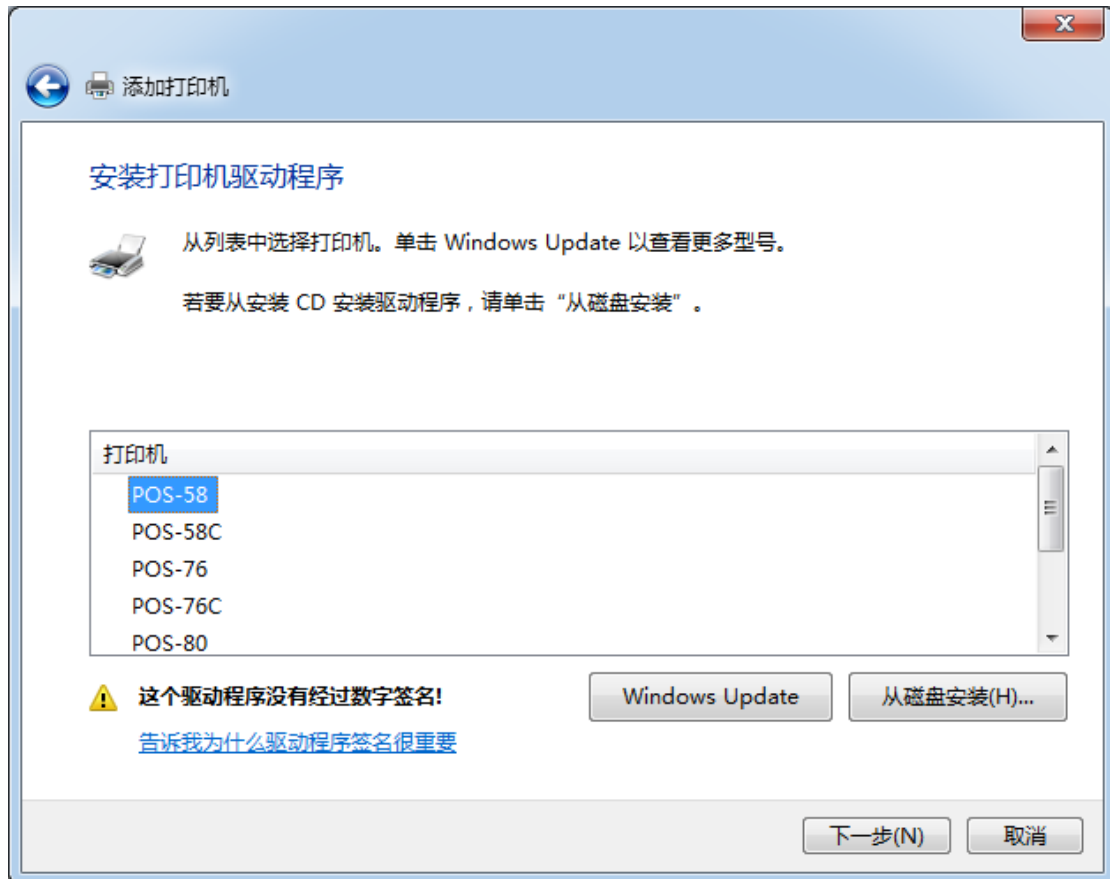 添加打印机
安装打印机驱动程序
从列表中选择打印机。单击 Windows Update 以查看更多型号。
若要从安装 CD 安装驱动程序，请单击“从磁盘安装”。
打印机
POS-58
POS-58C
POS-76
POS-76C
POS-80
这个驱动程序没有经过数字签名!
Windows Update
从磁盘安装(H)...
告诉我为什么驱动程序签名很重要
下一步(N)
取消